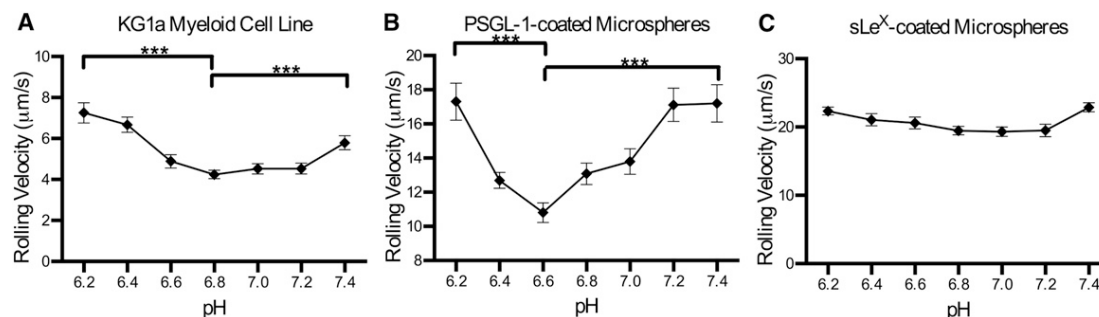 A KG1a Myeloid Cell Line
*** ***
Rolling Velocity (μm/s)
10
8
6
4
2
0
6.2 6.4 6.6 6.8 7.0 7.2 7.4
pH
B PSGL-1-coated Microspheres
*** ***
Rolling Velocity (μm/s)
18
16
14
12
10
8
6.2 6.4 6.6 6.8 7.0 7.2 7.4
pH
C sLeˣ-coated Microspheres
Rolling Velocity (μm/s)
30
20
10
0
6.2 6.4 6.6 6.8 7.0 7.2 7.4
pH